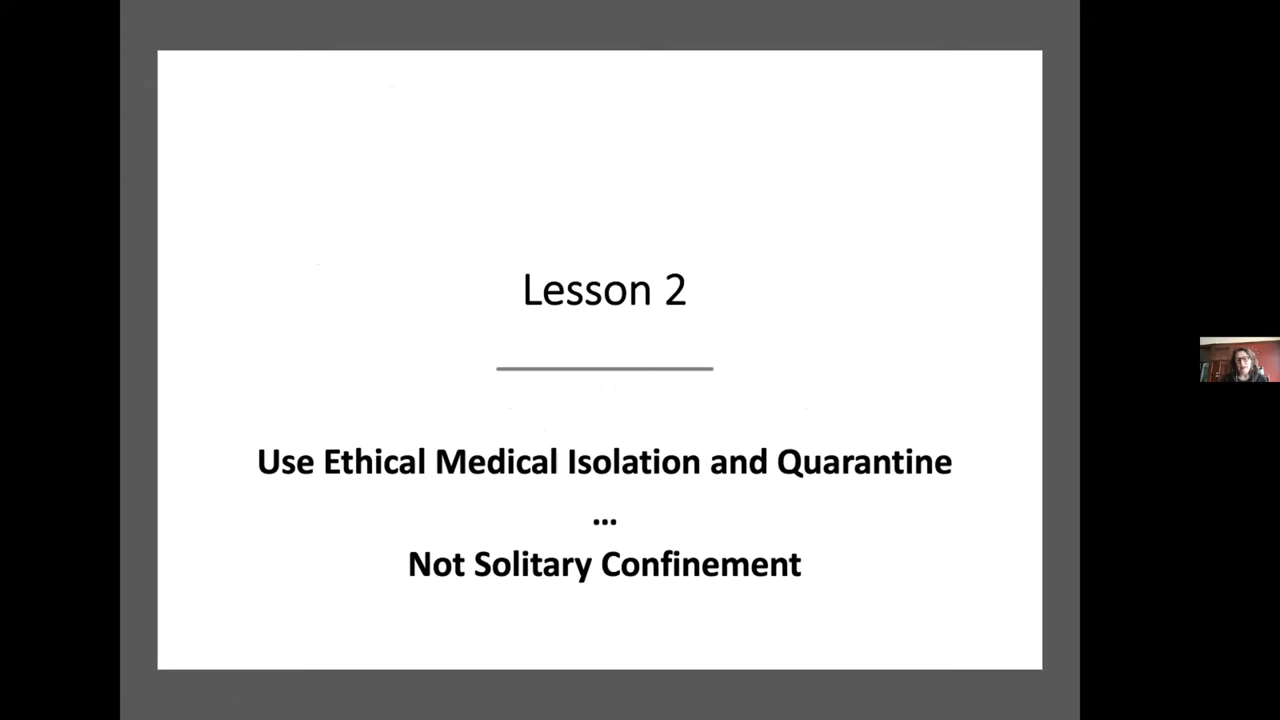 Lesson 2
Use Ethical Medical Isolation and Quarantine
...
Not Solitary Confinement